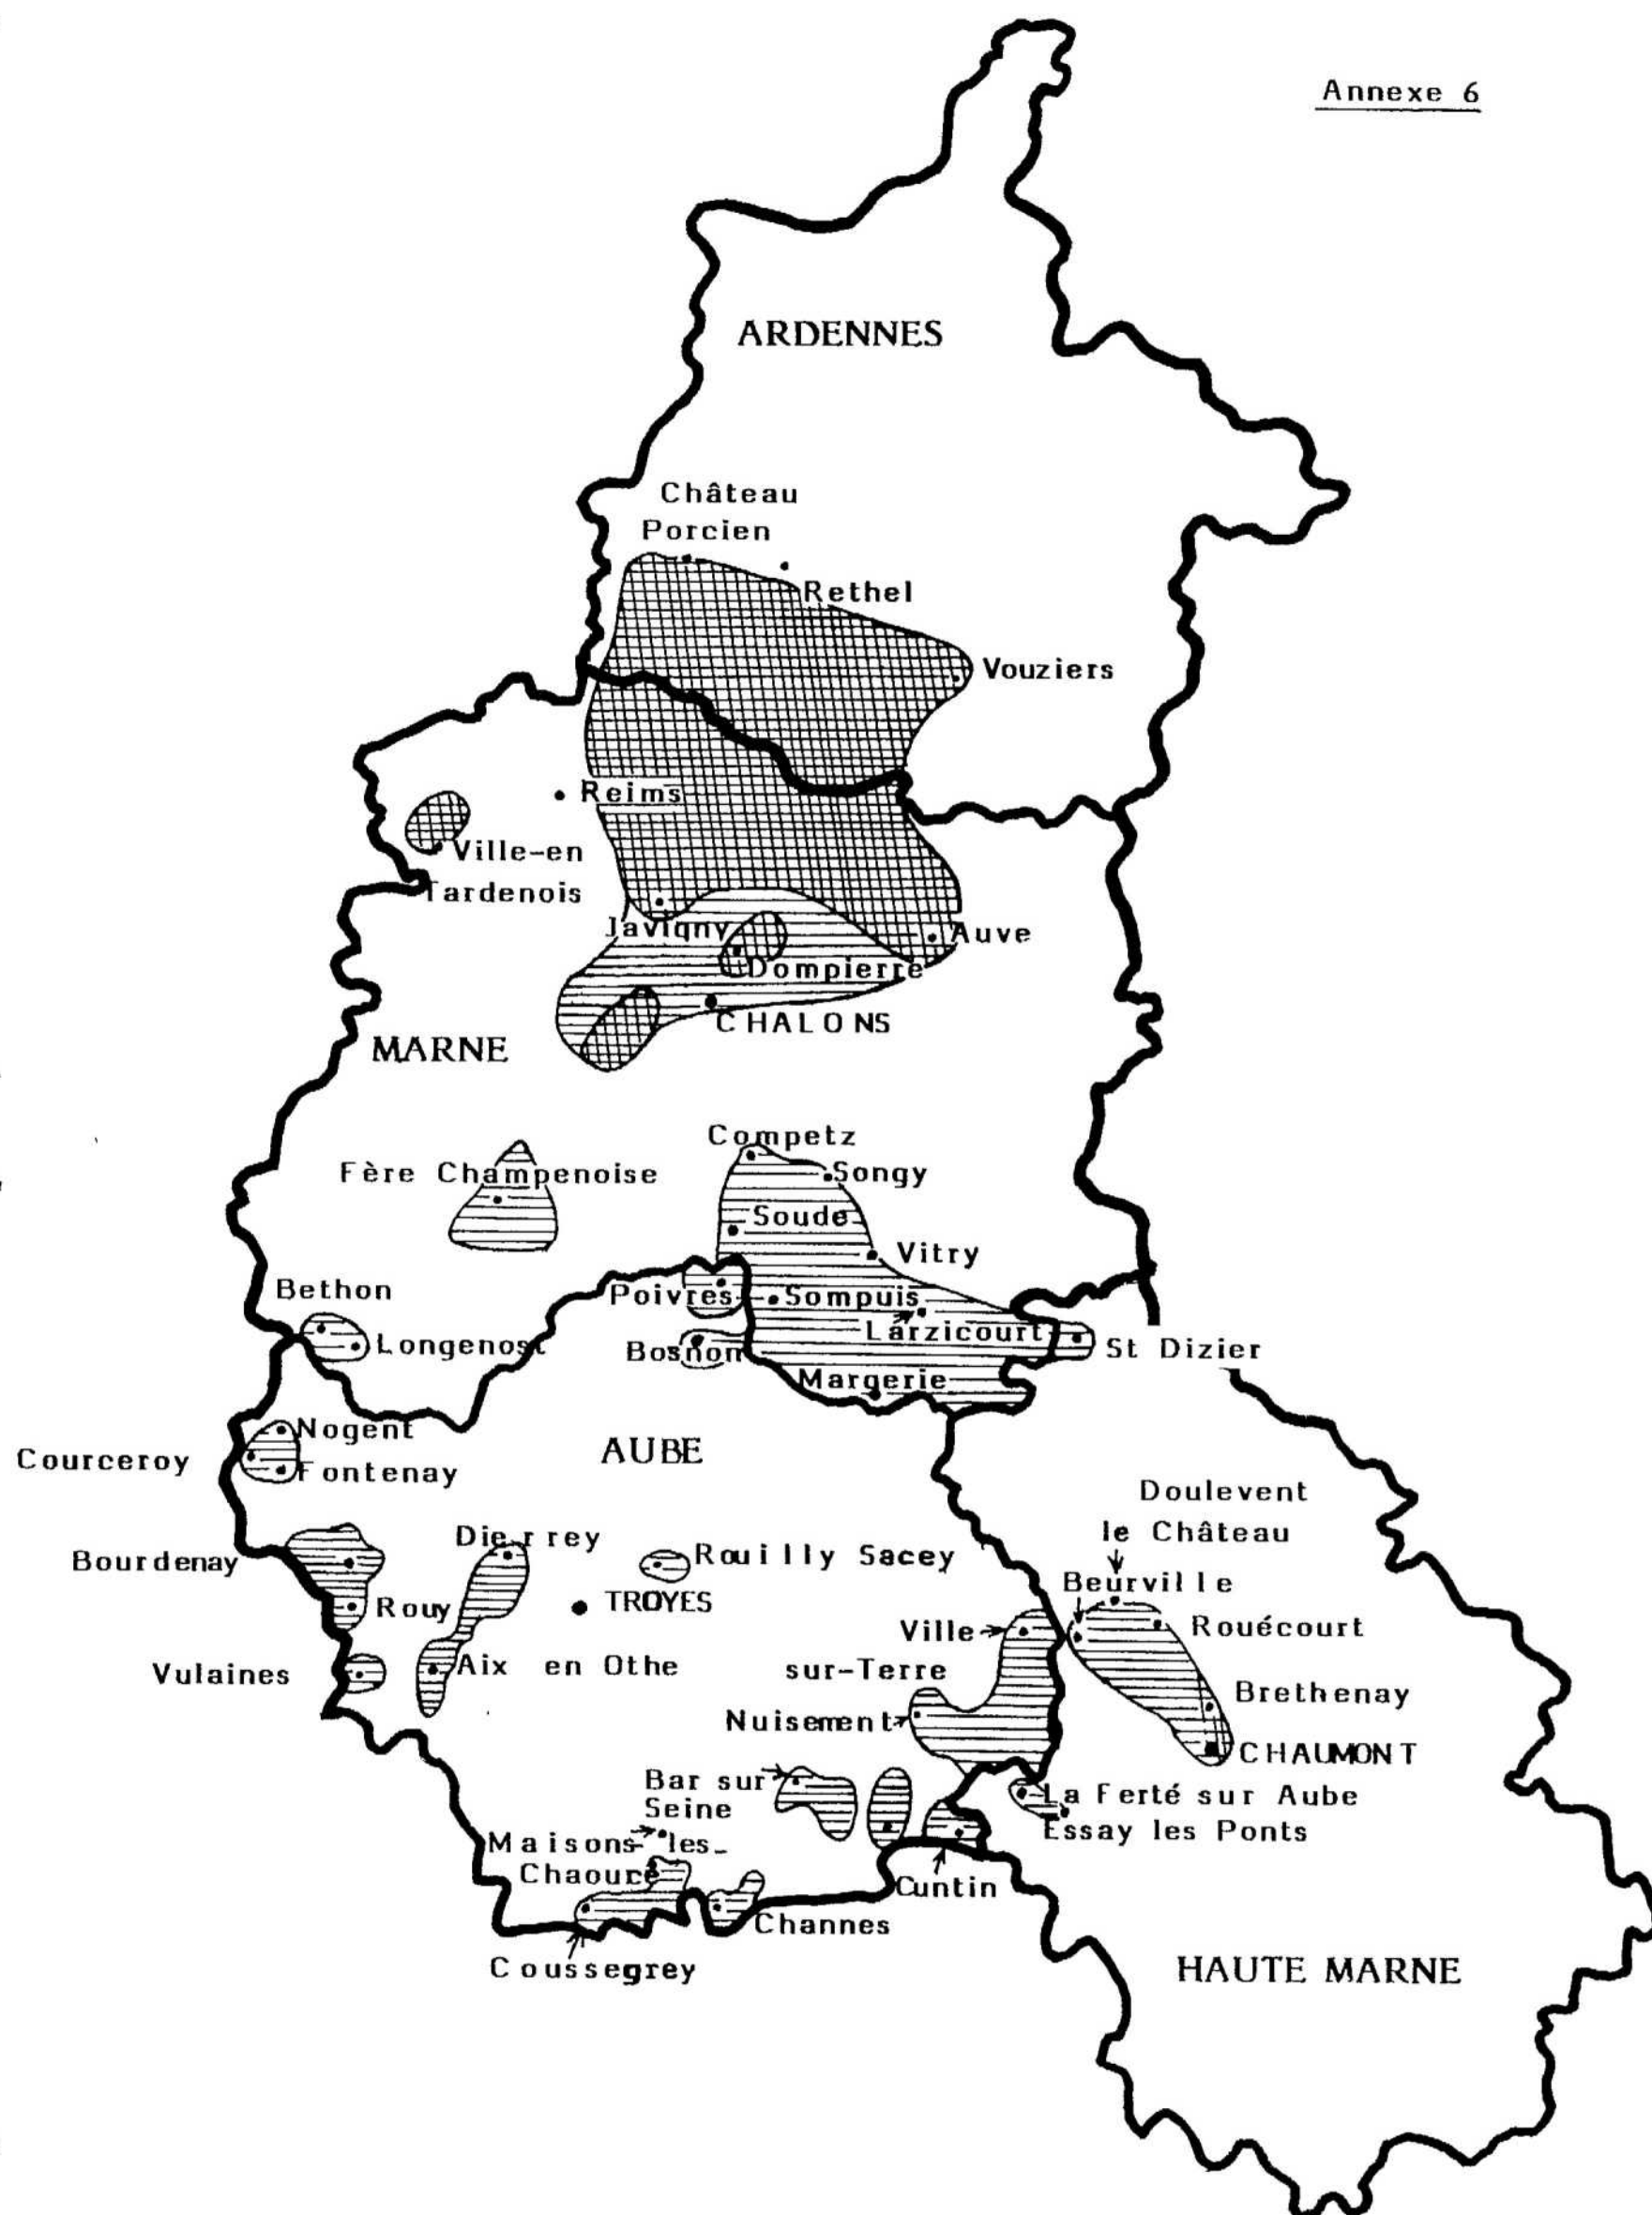 Annexe 6
ARDENNES
Château
Porcien
Rethel
Vouziers
Reims
Ville-en
Tardenois
Javigny
Auve
Dompierre
CHALONS
MARNE
Competz
Fère Champenoise
Songy
Soude
Vitry
Bethon
Poivres
Sompuis
Larzicourt
Longenost
Bosnon
St Dizier
Margerie
Nogent
AUBE
Courceroy
Fontenay
Doulevent
le Château
Dierrey
Bourdenay
Rouilly Sacey
Beurville
Rouy
TROYES
Ville
Rouécourt
Vulaines
Aix en Othe
sur-Terre
Brethenay
Nuisement
CHAUMONT
Bar sur
Seine
La Ferté sur Aube
Essay les Ponts
Maisons-les-
Chaource
Cuntin
Channes
Coussegrey
HAUTE MARNE